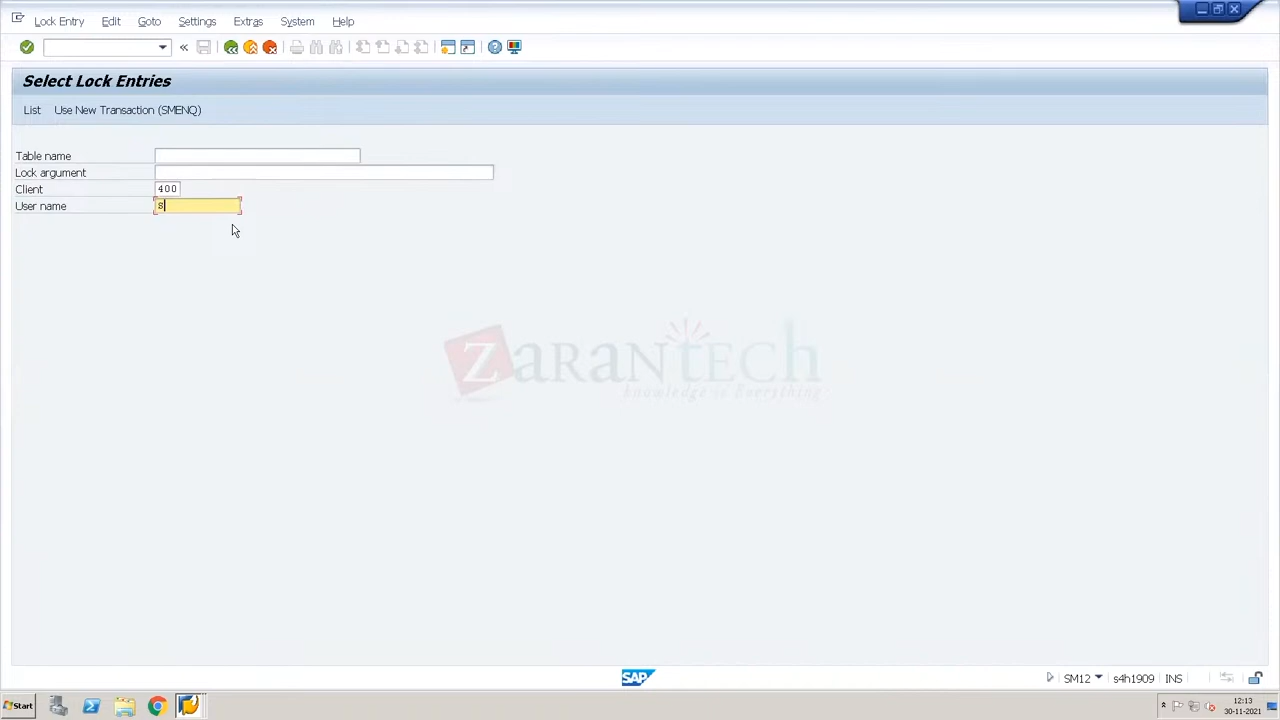 Lock Entry Edit Goto Settings Extras System Help
Select Lock Entries
List Use New Transaction (SMENQ)
Table name
Lock argument
Client 400
User name S
ZARANTECH
knowledge is Everything
SAP SM12 s4h1909 INS
Start 12:13
30-11-2021